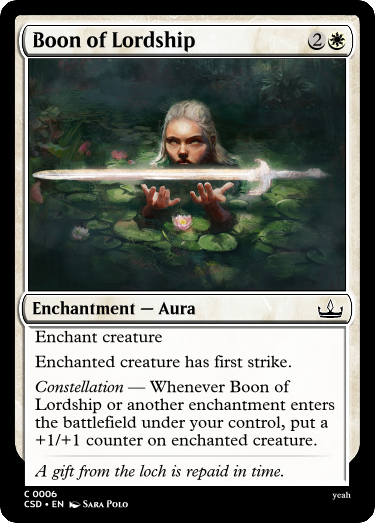 Boon of Lordship 2
Enchantment — Aura
Enchant creature
Enchanted creature has first strike.
Constellation — Whenever Boon of
Lordship or another enchantment enters
the battlefield under your control, put a
+1/+1 counter on enchanted creature.
A gift from the loch is repaid in time.
C 0006 yeah
CSD • EN Sara Polo